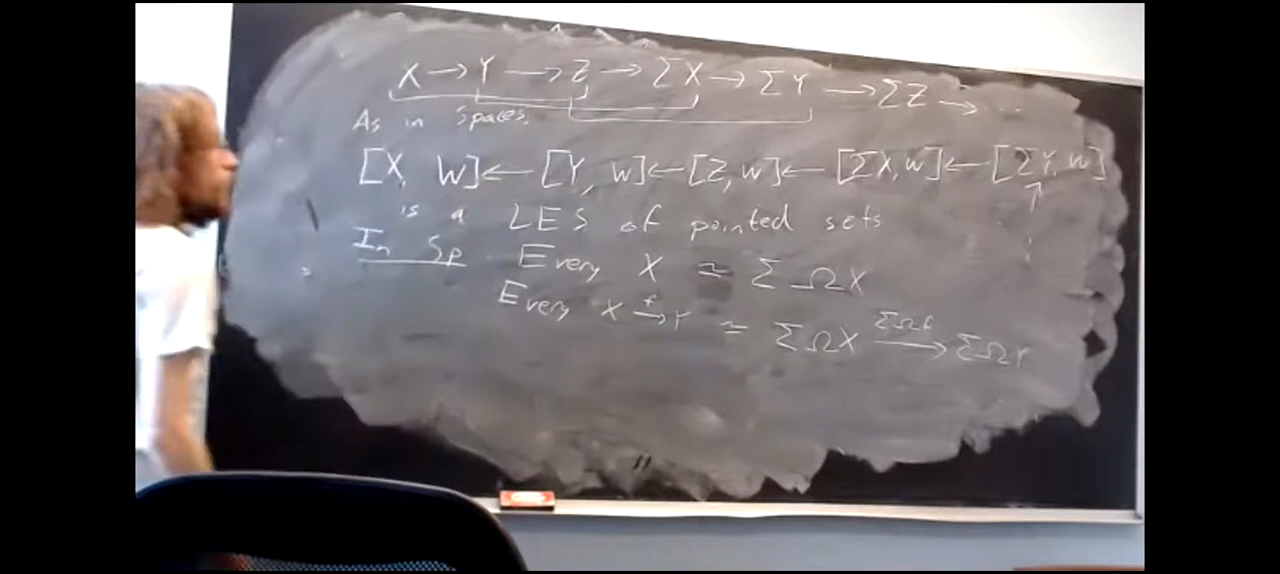 X → Y → Z → ΣX → ΣY → ΣZ → ...
As in spaces,
[X, W] ← [Y, W] ← [Z, W] ← [ΣX, W] ← [ΣY, W]
is a LES of pointed sets
In Sp. Every X ≃ ΣΩX
Every X →f Y ≃ ΣΩX →ΣΩf ΣΩY